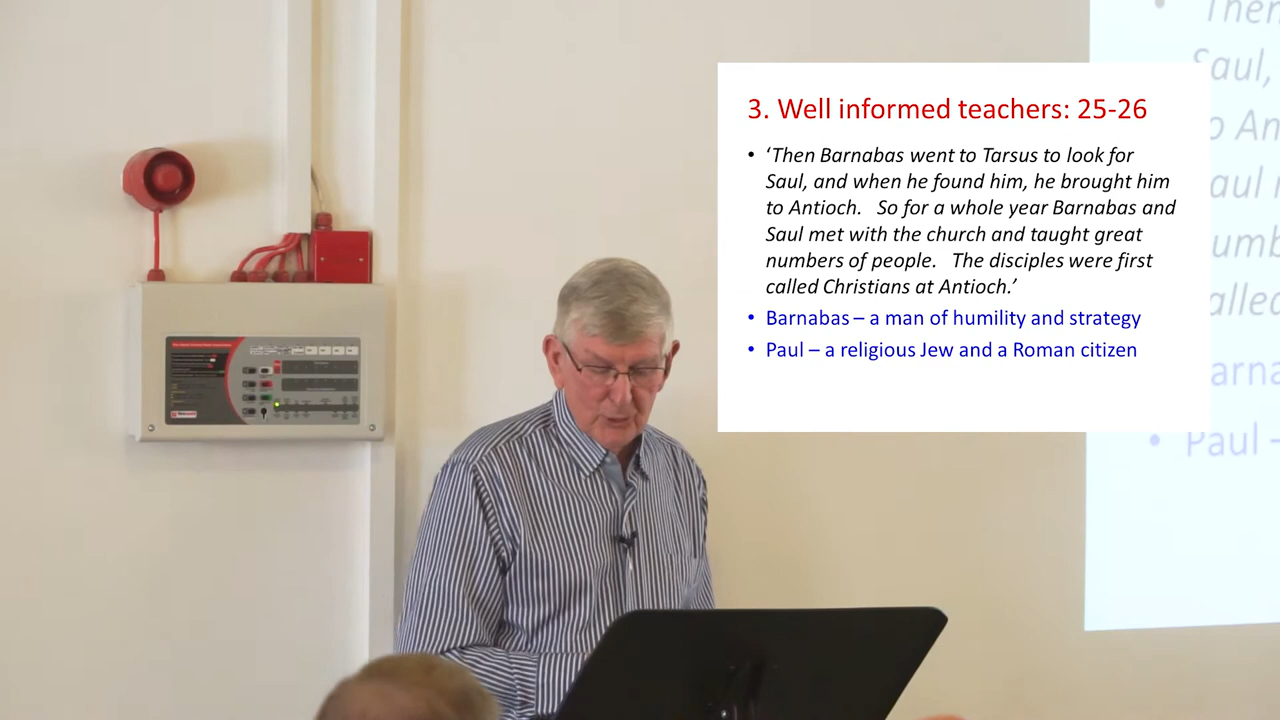 3. Well informed teachers: 25-26
• ‘Then Barnabas went to Tarsus to look for
Saul, and when he found him, he brought him
to Antioch. So for a whole year Barnabas and
Saul met with the church and taught great
numbers of people. The disciples were first
called Christians at Antioch.’
• Barnabas – a man of humility and strategy
• Paul – a religious Jew and a Roman citizen
Then
Saul,
• Paul –